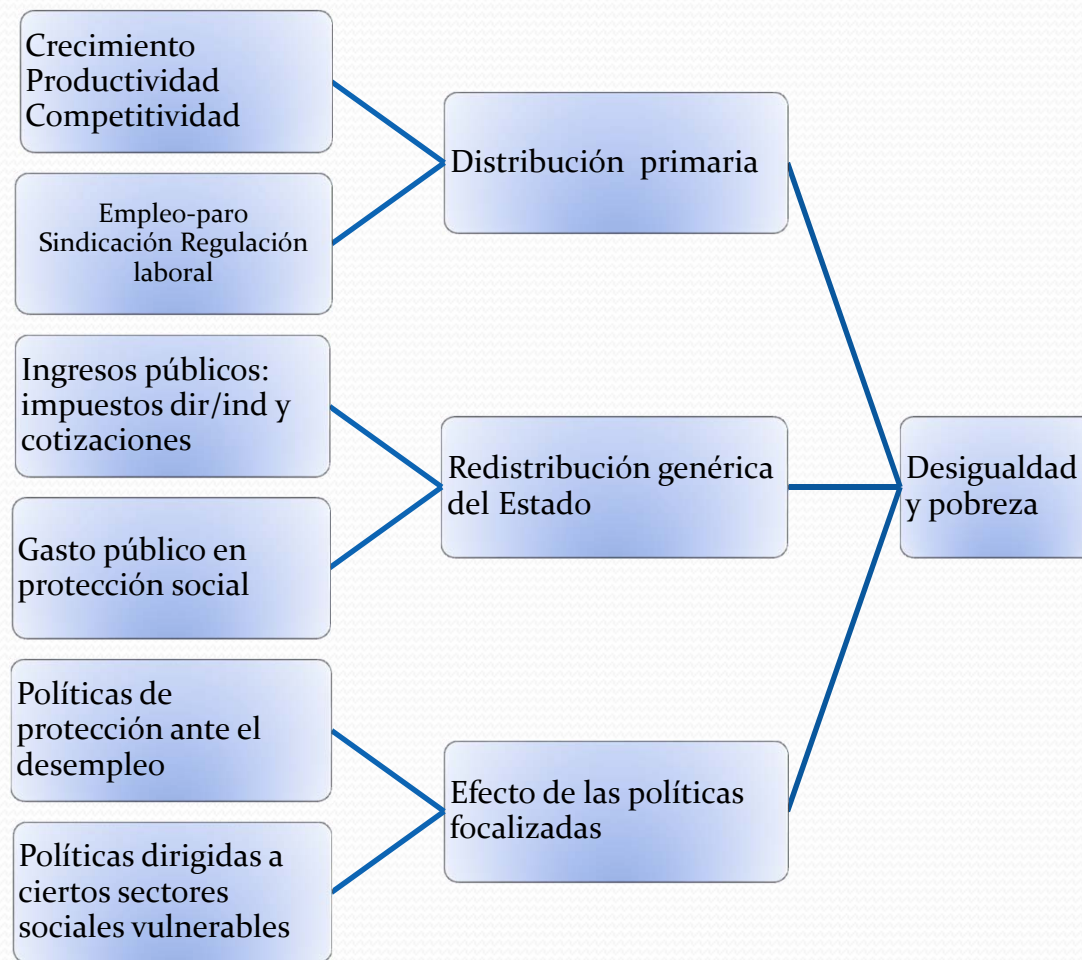 Crecimiento
Productividad
Competitividad
Empleo-paro
Sindicación Regulación
laboral
Distribución primaria
Ingresos públicos:
impuestos dir/ind y
cotizaciones
Gasto público en
protección social
Redistribución genérica
del Estado
Desigualdad
y pobreza
Políticas de
protección ante el
desempleo
Políticas dirigidas a
ciertos sectores
sociales vulnerables
Efecto de las políticas
focalizadas